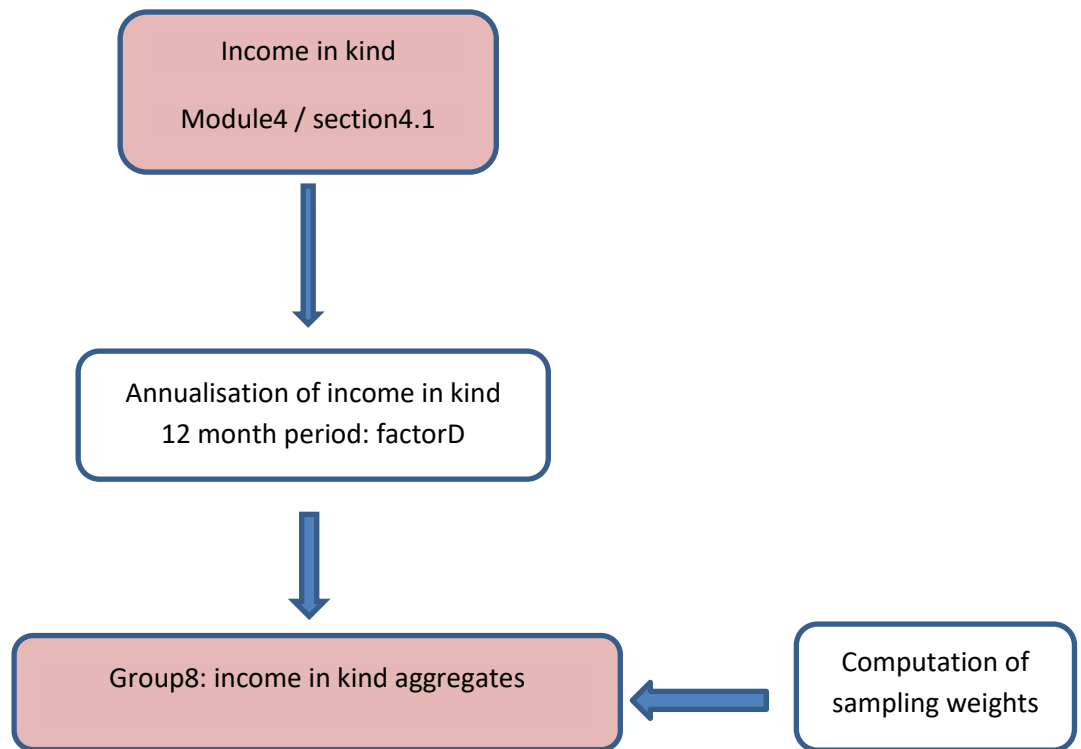 Income in kind
Module4 / section4.1
Annualisation of income in kind
12 month period: factorD
Group8: income in kind aggregates
Computation of
sampling weights